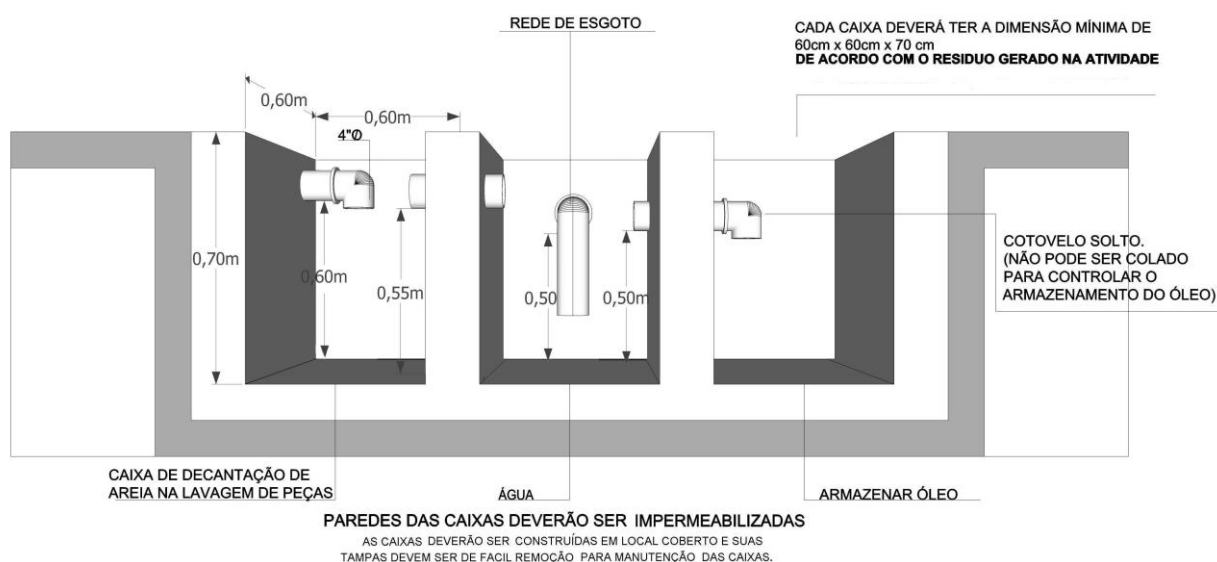 REDE DE ESGOTO
CADA CAIXA DEVERÁ TER A DIMENSÃO MÍNIMA DE
60cm x 60cm x 70 cm
DE ACORDO COM O RESIDUO GERADO NA ATIVIDADE
0,60m
0,60m
4"Ø
0,70m
0,60m
0,55m
0,50
0,50m
COTOVELO SOLTO.
(NÃO PODE SER COLADO
PARA CONTROLAR O
ARMAZENAMENTO DO ÓLEO)
CAIXA DE DECANTAÇÃO DE
AREIA NA LAVAGEM DE PEÇAS
ÁGUA
ARMAZENAR ÓLEO
PAREDES DAS CAIXAS DEVERÃO SER IMPERMEABILIZADAS
AS CAIXAS DEVERÃO SER CONSTRUÍDAS EM LOCAL COBERTO E SUAS
TAMPAS DEVEM SER DE FACIL REMOÇÃO PARA MANUTENÇÃO DAS CAIXAS.